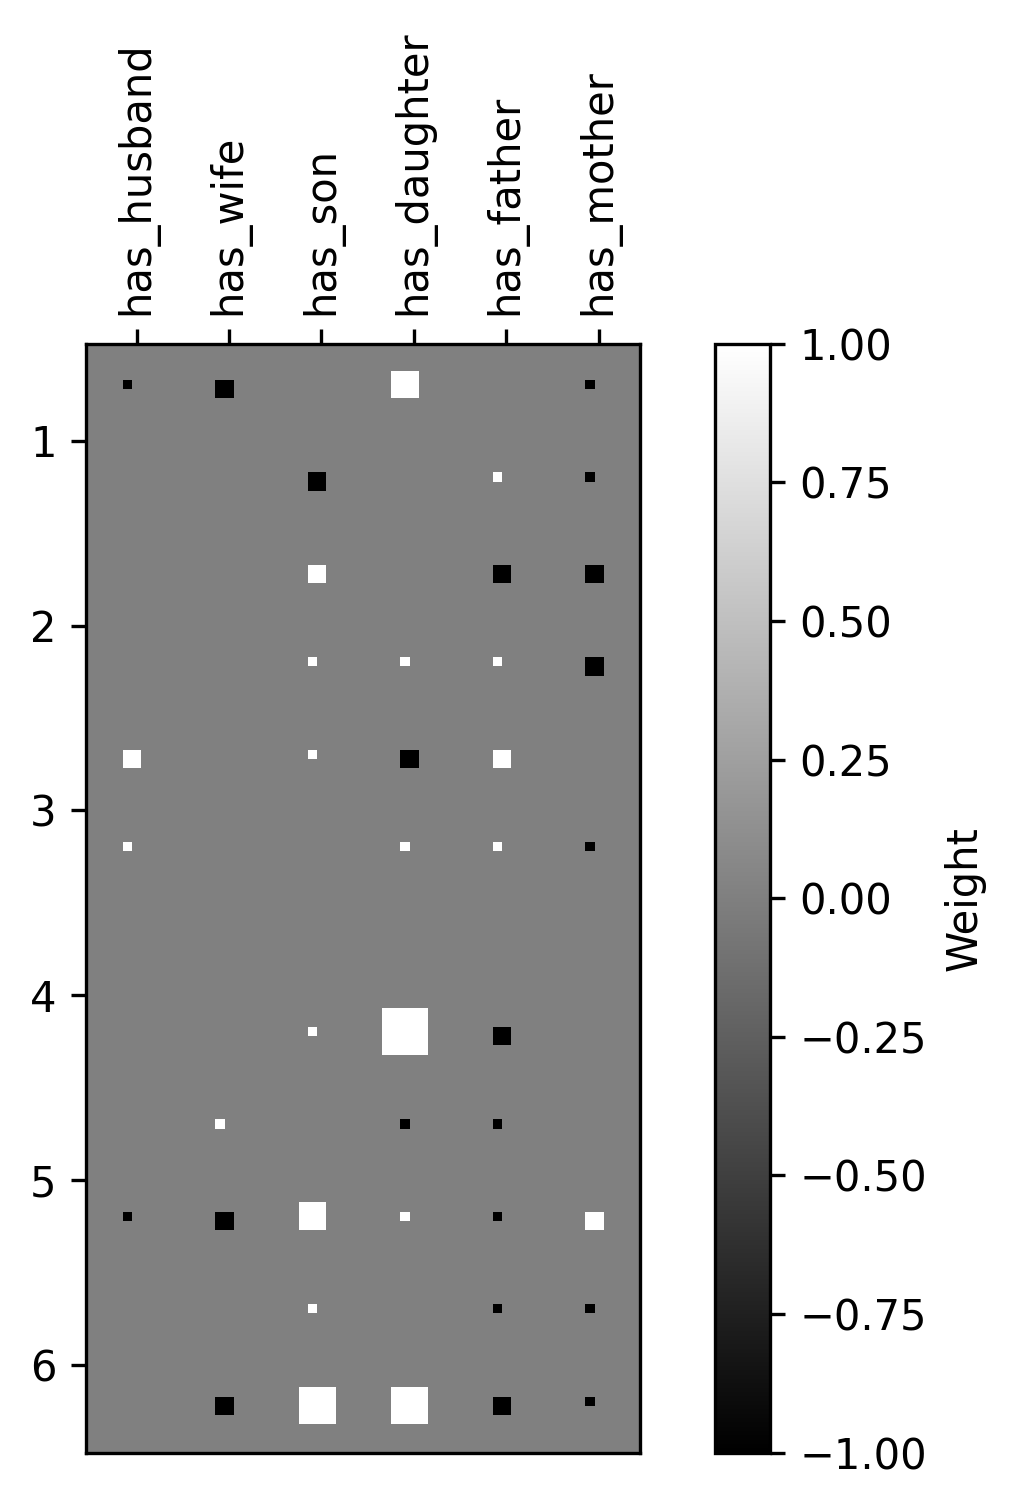 has_husband
has_wife
has_son
has_daughter
has_father
has_mother
1
2
3
4
5
6
1.00
0.75
0.50
0.25
0.00
−0.25
−0.50
−0.75
−1.00
Weight